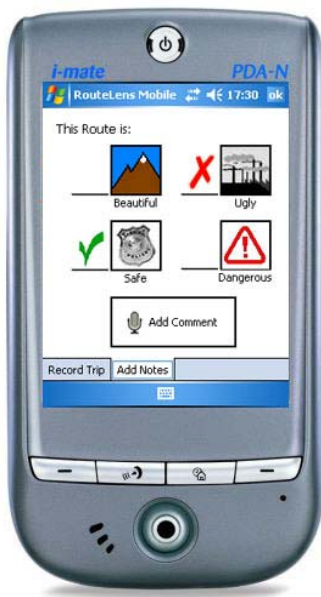 i-mate PDA-N
RouteLens Mobile 17:30 ok
This Route is:
Beautiful Ugly
Safe Dangerous
Add Comment
Record Trip Add Notes